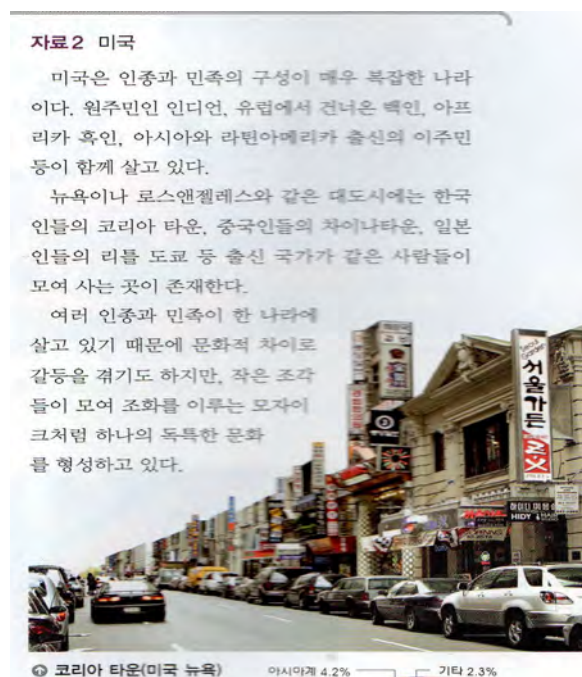 자료2 미국
미국은 인종과 민족의 구성이 매우 복잡한 나라
이다. 원주민인 인디언, 유럽에서 건너온 백인, 아프
리카 흑인, 아시아와 라틴아메리카 출신의 이주민
등이 함께 살고 있다.
뉴욕이나 로스앤젤레스와 같은 대도시에는 한국
인들의 코리아 타운, 중국인들의 차이나타운, 일본
인들의 리틀 도쿄 등 출신 국가가 같은 사람들이
모여 사는 곳이 존재한다.
여러 인종과 민족이 한 나라에
살고 있기 때문에 문화적 차이로
갈등을 겪기도 하지만, 작은 조각
들이 모여 조화를 이루는 모자이
크처럼 하나의 독특한 문화
를 형성하고 있다.
Seoul Garden
서울가든
HIDY HAIR
코리아 타운(미국 뉴욕)
아시아계 4.2%
기타 2.3%